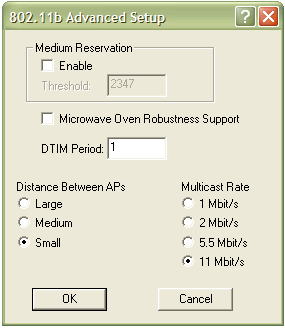 802.11b Advanced Setup
Medium Reservation
Enable
Threshold: 2347
Microwave Oven Robustness Support
DTIM Period: 1
Distance Between APs
Large
Medium
Small
Multicast Rate
1 Mbit/s
2 Mbit/s
5.5 Mbit/s
11 Mbit/s
OK Cancel